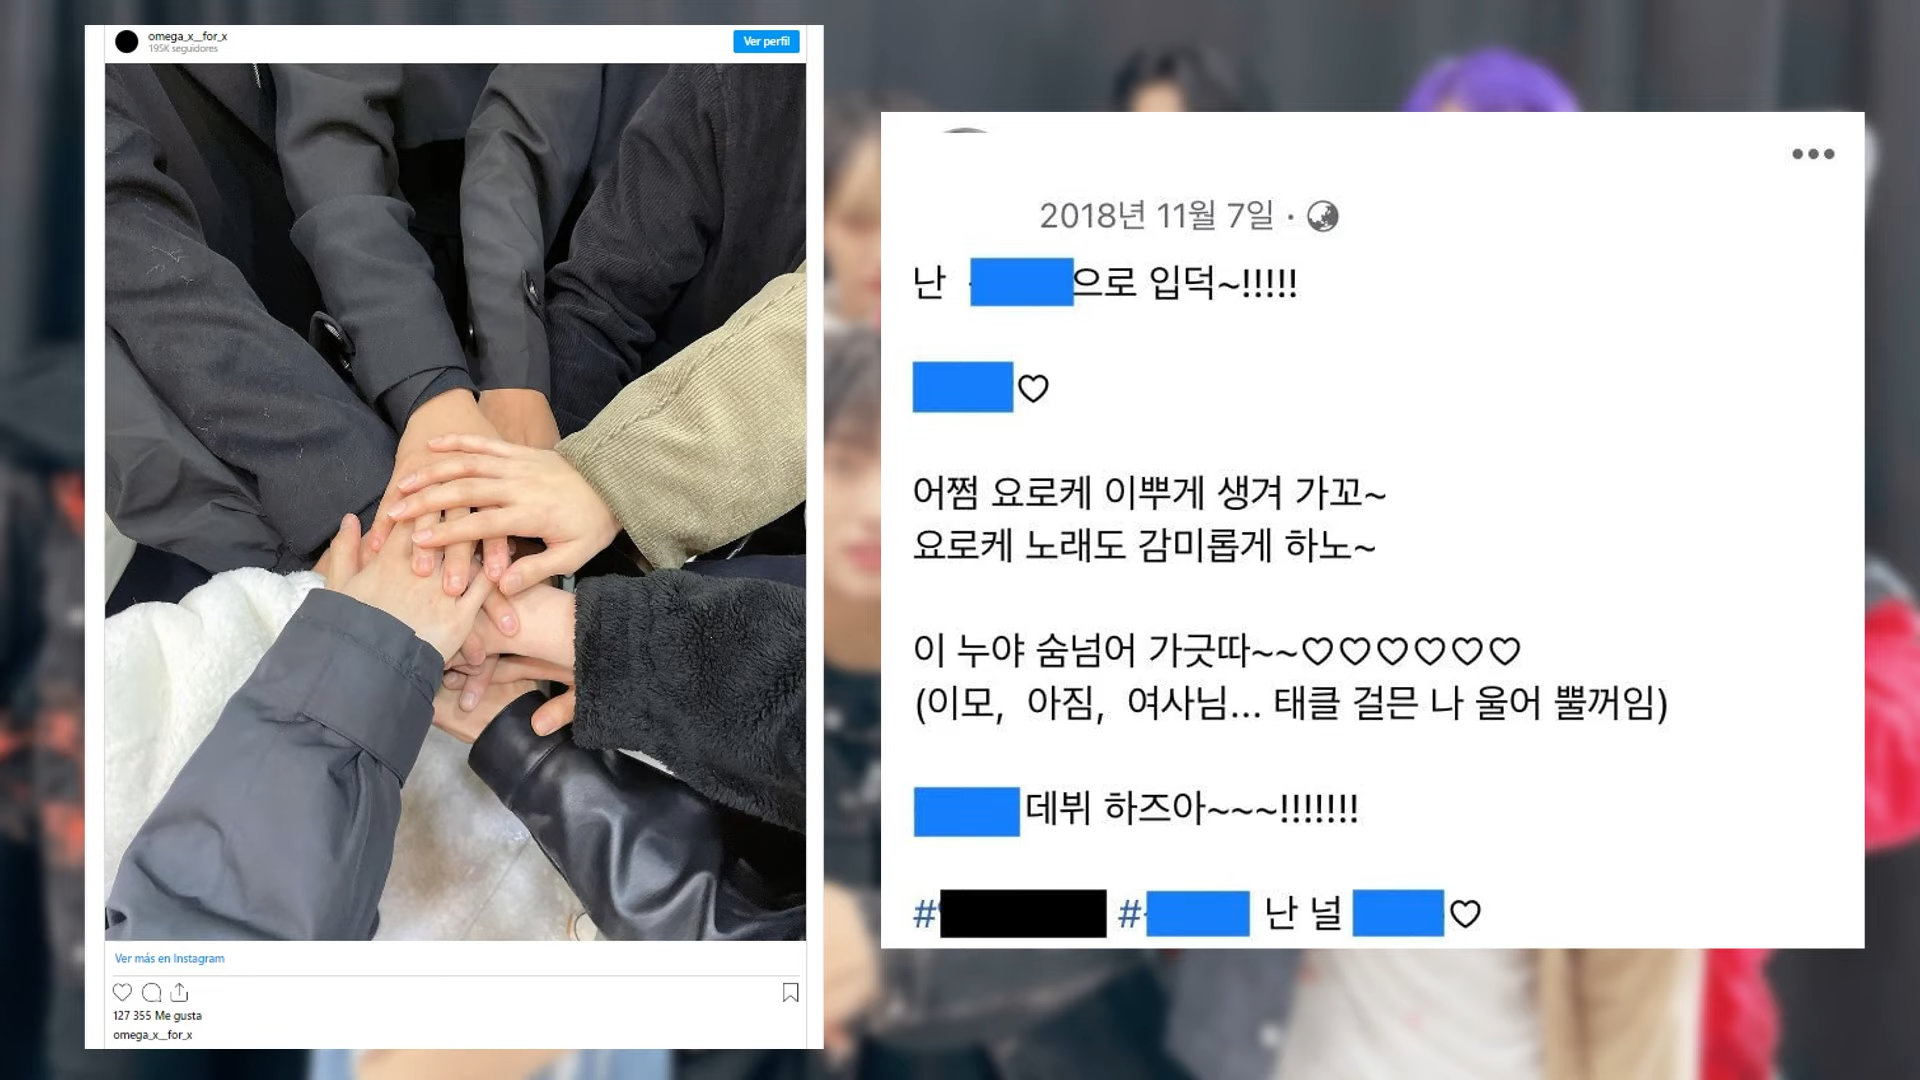 omega_x__for_x
195K seguidores
Ver perfil
Ver más en Instagram
127 355 Me gusta
omega_x__for_x
2018년 11월 7일
난 으로 입덕~!!!!!
♡
어쩜 요로케 이뿌게 생겨 가꼬~
요로케 노래도 감미롭게 하노~
이 누야 숨넘어 가긋따~~♡♡♡♡♡♡
(이모, 아짐, 여사님... 태클 걸믄 나 울어 뿔꺼임)
데뷔 하즈아~~~!!!!!!!
# # 난 널 ♡